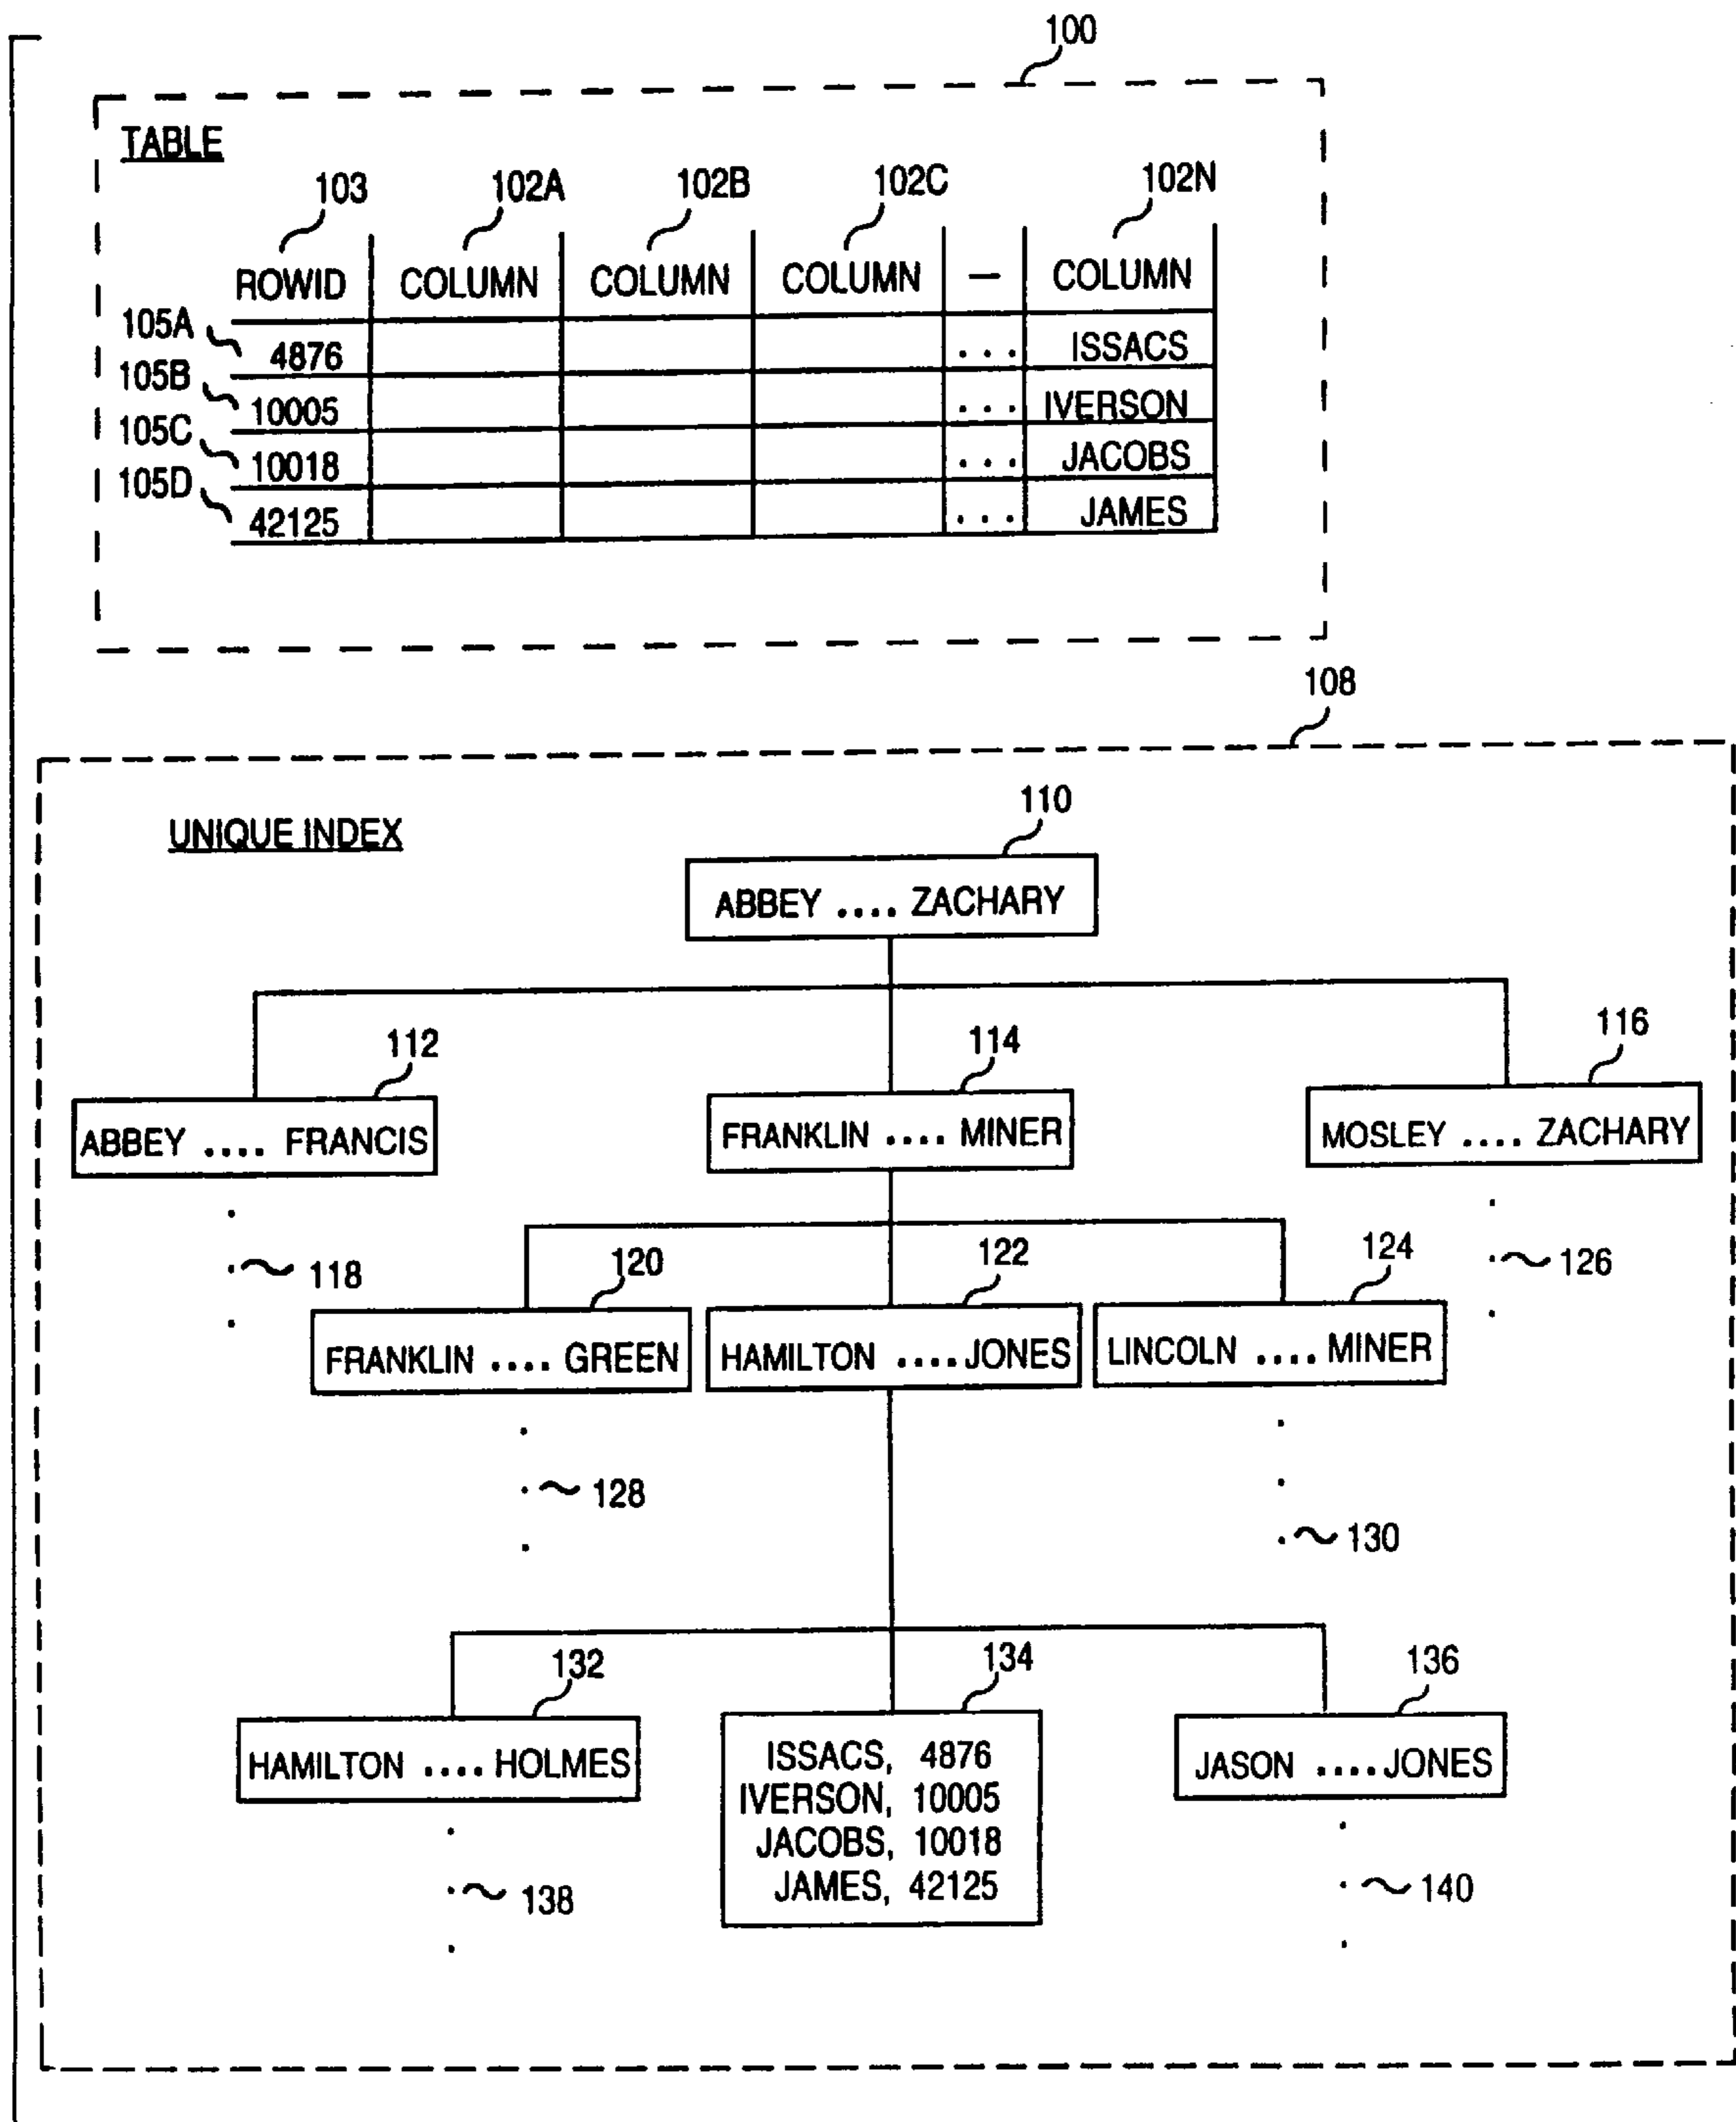 100
TABLE
103 102A 102B 102C 102N
ROWID COLUMN COLUMN COLUMN — COLUMN
105A 4876 ... ISSACS
105B 10005 ... IVERSON
105C 10018 ... JACOBS
105D 42125 ... JAMES
108
UNIQUE INDEX
110
ABBEY .... ZACHARY
112 114 116
ABBEY .... FRANCIS
FRANKLIN .... MINER
MOSLEY .... ZACHARY
118 120 122 124 126
FRANKLIN .... GREEN
HAMILTON .... JONES
LINCOLN .... MINER
128
130
132 134 136
HAMILTON .... HOLMES
ISSACS, 4876
IVERSON, 10005
JACOBS, 10018
JAMES, 42125
JASON .... JONES
138
140